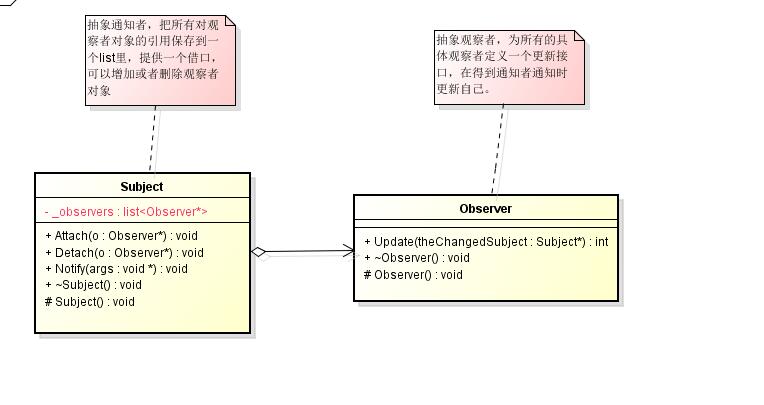 抽象通知者，把所有对观
察者对象的引用保存到一
个list里，提供一个借口，
可以增加或者删除观察者
对象
抽象观察者，为所有的具
体观察者定义一个更新接
口，在得到通知者通知时
更新自己。
Subject
- _observers : list<Observer*>
+ Attach(o : Observer*) : void
+ Detach(o : Observer*) : void
+ Notify(args : void *) : void
+ ~Subject() : void
# Subject() : void
Observer
+ Update(theChangedSubject : Subject*) : int
+ ~Observer() : void
# Observer() : void